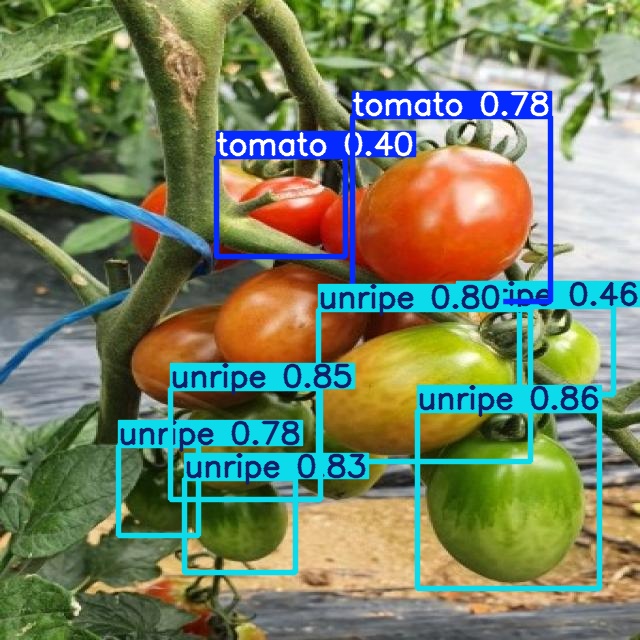 tomato 0.78
tomato 0.40
unripe 0.80
ripe 0.46
unripe 0.85
unripe 0.86
unripe 0.78
unripe 0.83